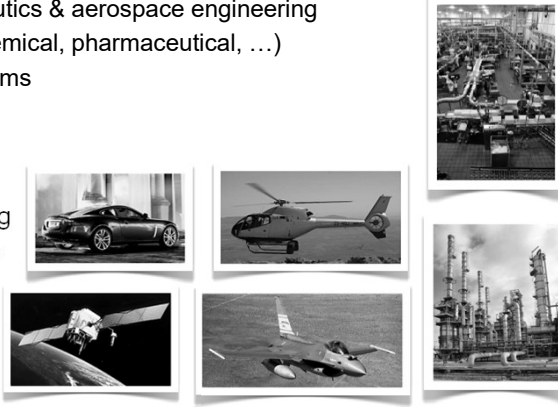 utics & aerospace engineering
emical, pharmaceutical, …)
ms
g